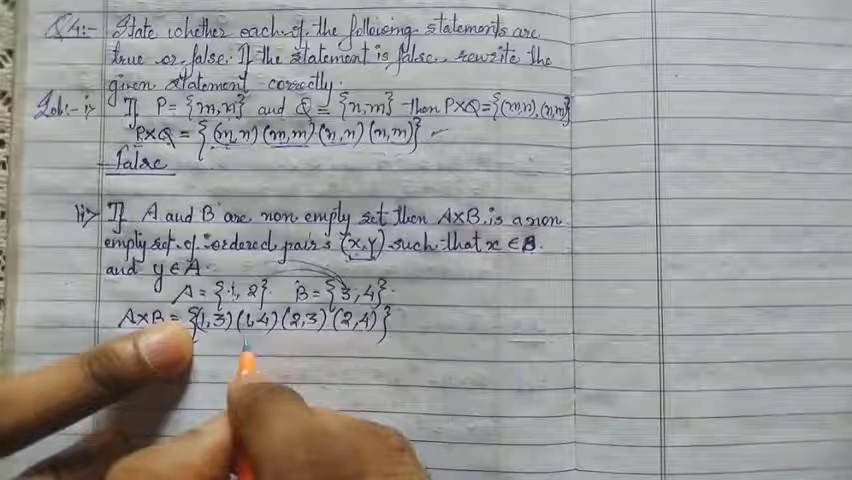 Q4:- State whether each of the following statements are
true or false. If the statement is false, rewrite the
given statement correctly.
Sol:- i) If P = {m,n} and Q = {n,m} then P×Q = {(m,n), (n,m)}
P×Q = {(m,n) (m,m) (n,n) (n,m)}
false
ii) If A and B are non empty set then A×B is a non
empty set of ordered pair's (x,y) such that x ∈ B.
and y ∈ A.
A = {1, 2} B = {3, 4}.
A×B = {(1,3) (1,4) (2,3) (2,4)}